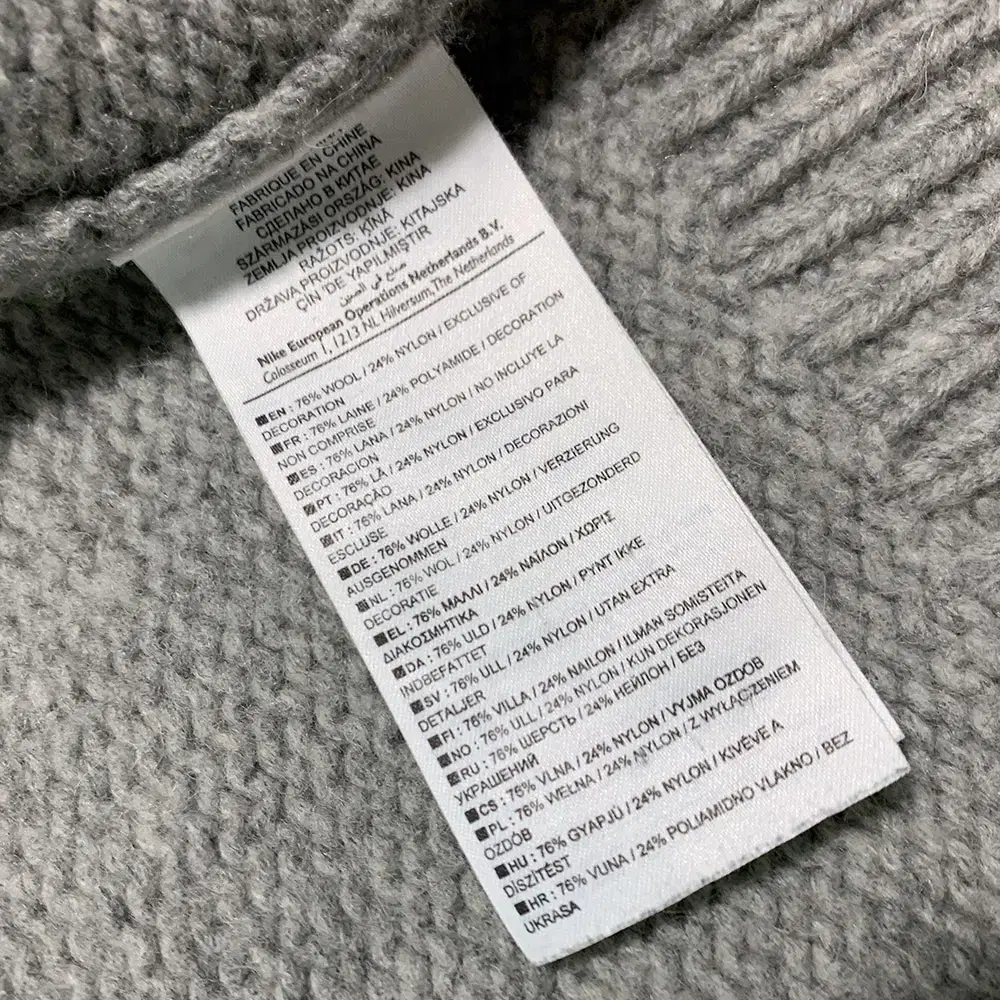 FABRIQUE EN CHINE
FABRICADO NA CHINA
СДЕЛАНО В КИТАЕ
SZÁRMAZÁSI ORSZÁG: KÍNA
ZEMLJA PROIZVODNJE: KINA
RAŽOTS, ĶĪNA
DRŽAVA PROIZVODNJE: KITAJSKA
ÇİN 'DE YAPILMIŞTIR
صنع في الصين
Nike European Operations Netherlands B.V.
Colosseum 1, 1213 NL Hilversum, The Netherlands
EN : 76% WOOL / 24% NYLON / EXCLUSIVE OF
DECORATION
FR : 76% LAINE / 24% POLYAMIDE / DECORATION
NON COMPRISE
ES : 76% LANA / 24% NYLON / NO INCLUYE LA
DECORACION
PT : 76% LÃ / 24% NYLON / EXCLUSIVO PARA
DECORAÇÃO
IT : 76% LANA / 24% NYLON / DECORAZIONI
ESCLUSE
DE : 76% WOLLE / 24% NYLON / VERZIERUNG
AUSGENOMMEN
NL : 76% WOL / 24% NYLON / UITGEZONDERD
DECORATIE
EL : 76% ΜΑΛΛΙ / 24% ΝΑΪΛΟΝ / ΧΩΡΙΣ
ΔΙΑΚΟΣΜΗΤΙΚΑ
DA : 76% ULD / 24% NYLON / PYNT IKKE
INDBEFATTET
SV : 76% ULL / 24% NYLON / UTAN EXTRA
DETALJER
FI : 76% VILLA / 24% NAILON / ILMAN SOMISTEITA
NO : 76% ULL / 24% NYLON / KUN DEKORASJONEN
RU : 76% ШЕРСТЬ / 24% НЕЙЛОН / БЕЗ
УКРАШЕНИЙ
CS : 76% VLNA / 24% NYLON / VYJMA OZDOB
PL : 76% WEŁNA / 24% NYLON / Z WYŁĄCZENIEM
OZDÓB
HU : 76% GYAPJÚ / 24% NYLON / KIVÉVE A
DÍSZÍTÉST
HR : 76% VUNA / 24% POLIAMIDNO VLAKNO / BEZ
UKRASA